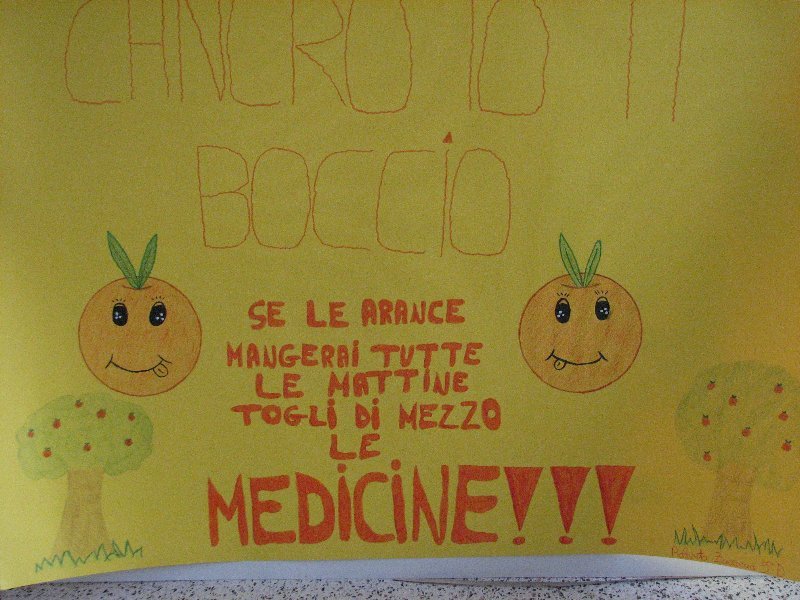 CANCRO IO TI
BOCCIO
SE LE ARANCE
MANGERAI TUTTE
LE MATTINE
TOGLI DI MEZZO
LE
MEDICINE!!!